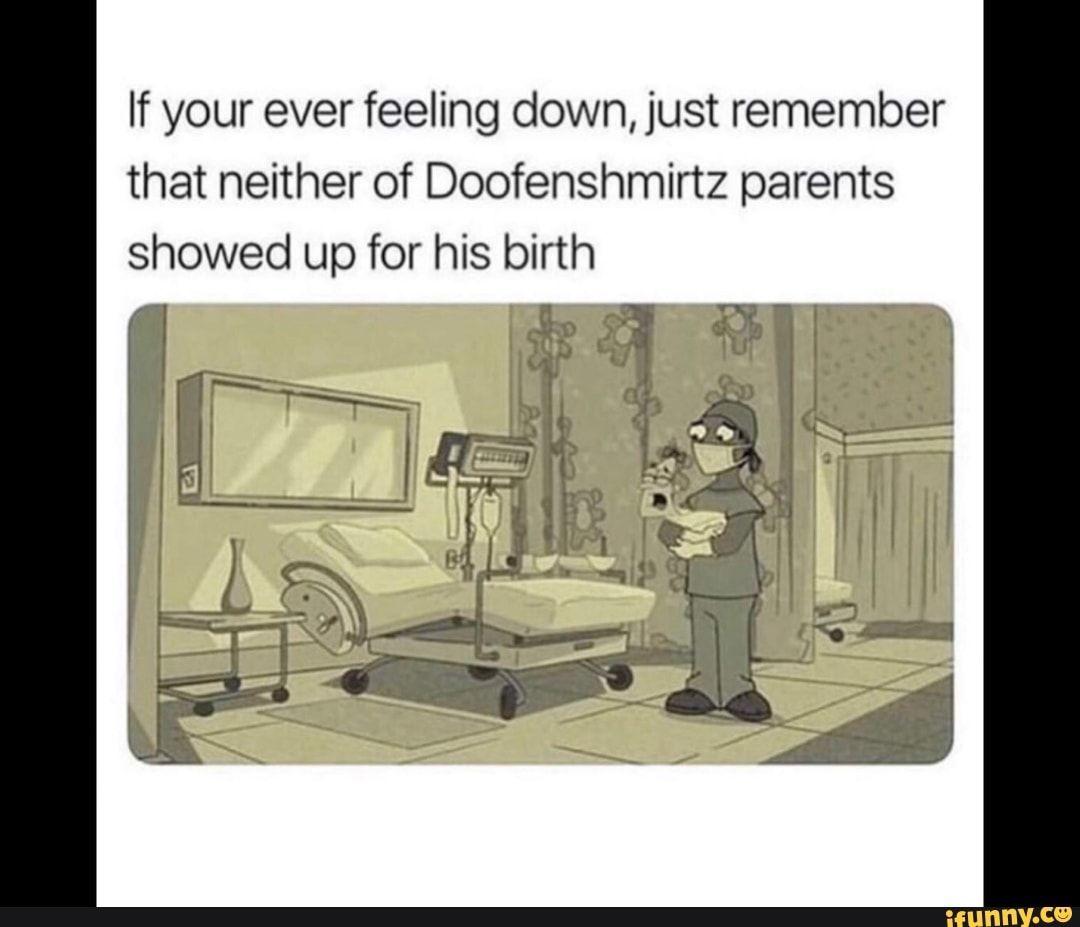 If your ever feeling down, just remember
that neither of Doofenshmirtz parents
showed up for his birth
ifunny.co